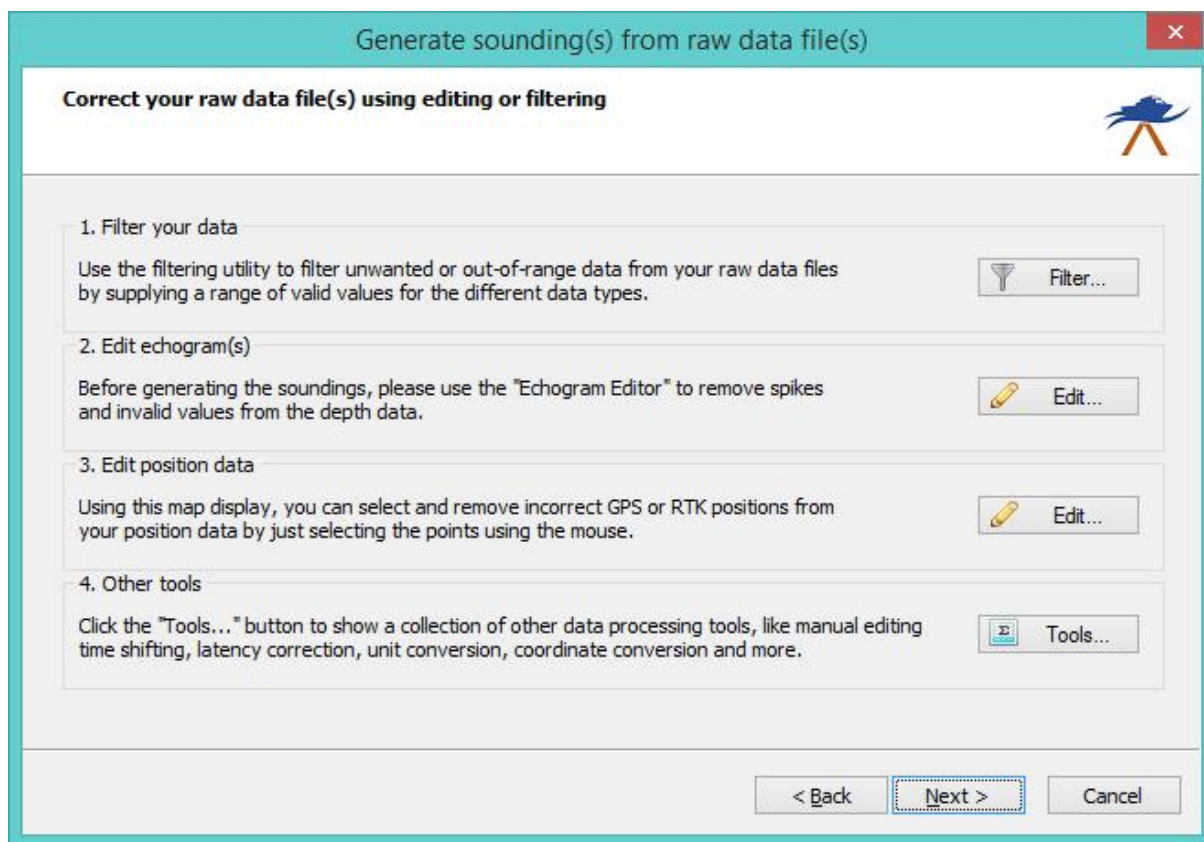 Generate sounding(s) from raw data file(s)
Correct your raw data file(s) using editing or filtering
1. Filter your data
Use the filtering utility to filter unwanted or out-of-range data from your raw data files
by supplying a range of valid values for the different data types.
Filter...
2. Edit echogram(s)
Before generating the soundings, please use the "Echogram Editor" to remove spikes
and invalid values from the depth data.
Edit...
3. Edit position data
Using this map display, you can select and remove incorrect GPS or RTK positions from
your position data by just selecting the points using the mouse.
Edit...
4. Other tools
Click the "Tools..." button to show a collection of other data processing tools, like manual editing
time shifting, latency correction, unit conversion, coordinate conversion and more.
Σ Tools...
< Back Next > Cancel